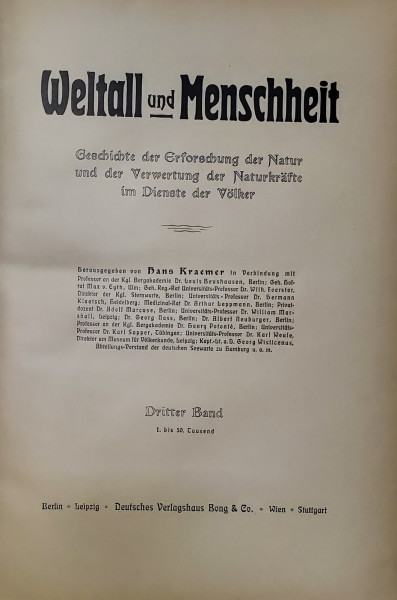 Weltall und Menschheit
Geschichte der Erforschung der Natur
und der Verwertung der Naturkräfte
im Dienste der Völker
Herausgegeben von Hans Kraemer in Verbindung mit
Professor an der Kgl. Bergakademie Dr. Louis Beushausen, Berlin; Geh. Hof-
rat Max v. Eyth, Ulm; Geh. Reg.-Rat Universitäts-Professor Dr. Wilh. Foerster,
Direktor der Kgl. Sternwarte, Berlin; Universitäts-Professor Dr. Hermann
Klaatsch, Heidelberg; Medizinal-Rat Dr. Arthur Leppmann, Berlin; Privat-
dozent Dr. Adolf Marcuse, Berlin; Universitäts-Professor Dr. William Mar-
shall, Leipzig; Dr. Georg Nass, Berlin; Dr. Albert Neuburger, Berlin;
Professor an der Kgl. Bergakademie Dr. Georg Potonié, Berlin; Universitäts-
Professor Dr. Karl Sapper, Tübingen; Universitäts-Professor Dr. Karl Weule,
Direktor am Museum für Völkerkunde, Leipzig; Kapt.-Lt. a. D. Georg Wislicenus,
Abteilungs-Vorstand der deutschen Seewarte zu Hamburg u. a. m.
Dritter Band
1. bis 50. Tausend
Berlin • Leipzig • Deutsches Verlagshaus Bong & Co. • Wien • Stuttgart